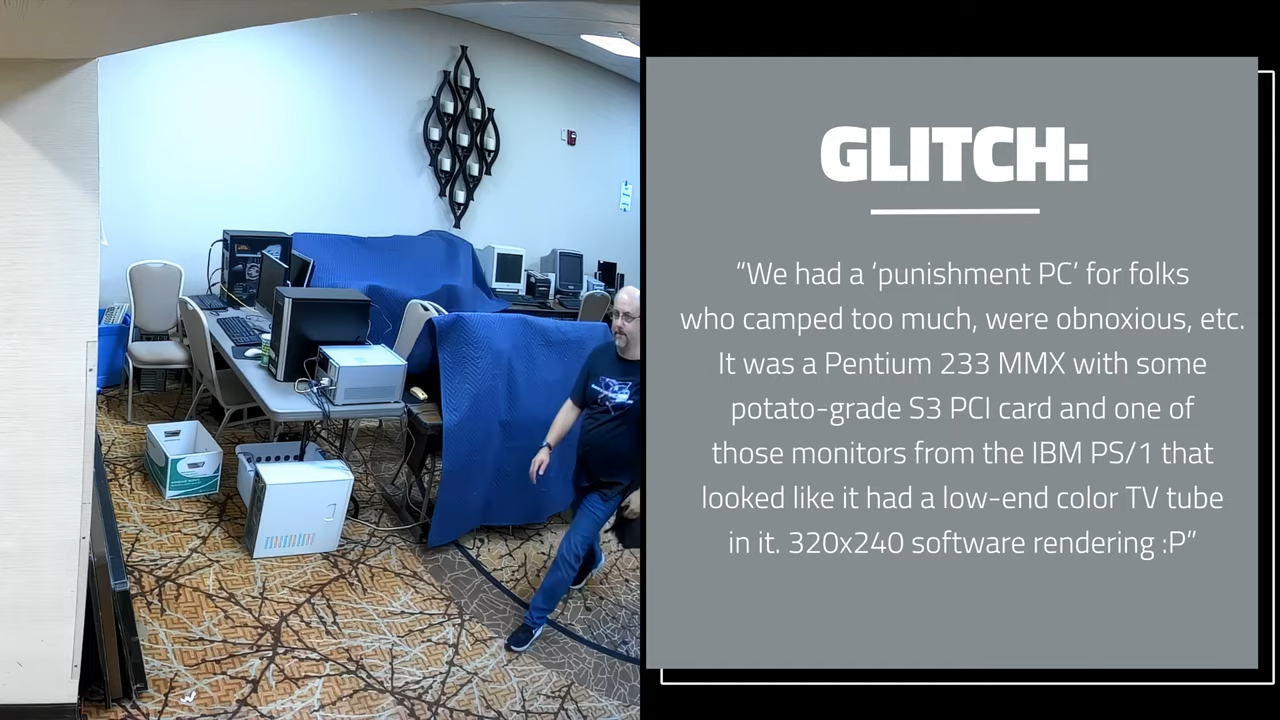 GLITCH:
“We had a ‘punishment PC’ for folks
who camped too much, were obnoxious, etc.
It was a Pentium 233 MMX with some
potato-grade S3 PCI card and one of
those monitors from the IBM PS/1 that
looked like it had a low-end color TV tube
in it. 320x240 software rendering :P”